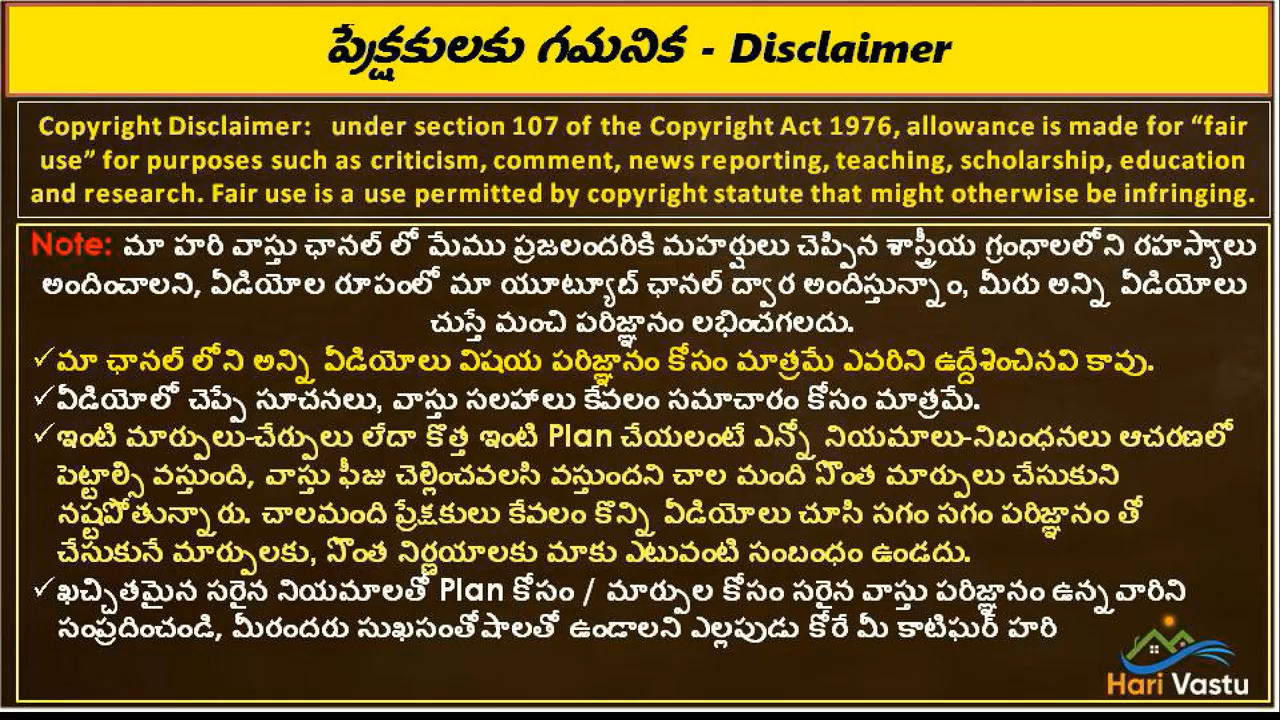 ప్రేక్షకులకు గమనిక - Disclaimer
Copyright Disclaimer: under section 107 of the Copyright Act 1976, allowance is made for “fair
use” for purposes such as criticism, comment, news reporting, teaching, scholarship, education
and research. Fair use is a use permitted by copyright statute that might otherwise be infringing.
Note: మా హరి వాస్తు ఛానల్ లో మేము ప్రజలందరికి మహర్షులు చెప్పిన శాస్త్రీయ గ్రంధాలలోని రహస్యాలు
అందించాలని, వీడియోల రూపంలో మా యూట్యూబ్ ఛానల్ ద్వార అందిస్తున్నాం, మీరు అన్ని వీడియోలు
చుస్తే మంచి పరిజ్ఞానం లభించగలదు.
✓మా ఛానల్ లోని అన్ని వీడియోలు విషయ పరిజ్ఞానం కోసం మాత్రమే ఎవరిని ఉద్దేశించినవి కావు.
✓వీడియోలో చెప్పే సూచనలు, వాస్తు సలహాలు కేవలం సమాచారం కోసం మాత్రమే.
✓ఇంటి మార్పులు-చేర్పులు లేదా కొత్త ఇంటి Plan చేయలంటే ఎన్నో నియమాలు-నిబంధనలు ఆచరణలో
పెట్టాల్సి వస్తుంది, వాస్తు ఫీజు చెల్లించవలసి వస్తుందని చాల మంది సొంత మార్పులు చేసుకుని
నష్టపోతున్నారు. చాలమంది ప్రేక్షకులు కేవలం కొన్ని వీడియోలు చూసి సగం సగం పరిజ్ఞానం తో
చేసుకునే మార్పులకు, సొంత నిర్ణయాలకు మాకు ఎటువంటి సంబంధం ఉండదు.
✓ఖచ్చితమైన సరైన నియమాలతో Plan కోసం / మార్పుల కోసం సరైన వాస్తు పరిజ్ఞానం ఉన్నవారిని
సంప్రదించండి, మీరందరు సుఖసంతోషాలతో ఉండాలని ఎల్లపుడు కోరే మీ కాటిఘర్ హరి
Hari Vastu